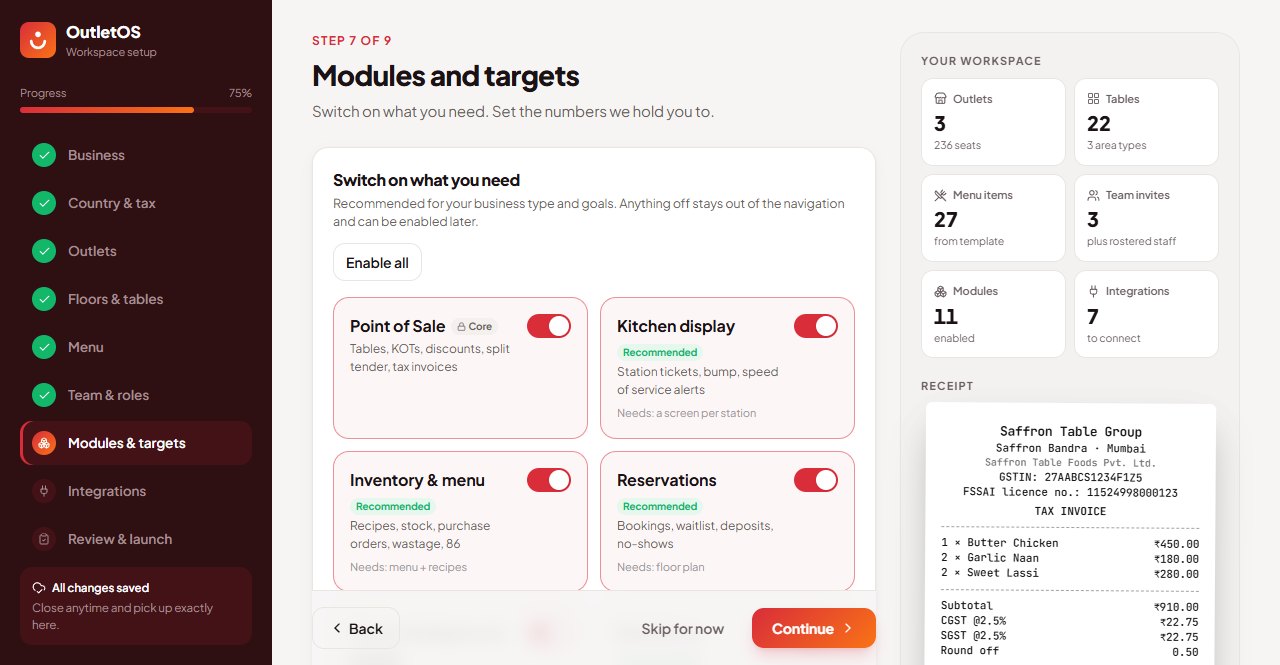 OutletOS
Workspace setup
Progress 75%
Business
Country & tax
Outlets
Floors & tables
Menu
Team & roles
Modules & targets
Integrations
Review & launch
All changes saved
Close anytime and pick up exactly
here.
STEP 7 OF 9
Modules and targets
Switch on what you need. Set the numbers we hold you to.
Switch on what you need
Recommended for your business type and goals. Anything off stays out of the navigation
and can be enabled later.
Enable all
Point of Sale Core
Tables, KOTs, discounts, split
tender, tax invoices
Kitchen display
Recommended
Station tickets, bump, speed
of service alerts
Needs: a screen per station
Inventory & menu
Recommended
Recipes, stock, purchase
orders, wastage, 86
Needs: menu + recipes
Reservations
Recommended
Bookings, waitlist, deposits,
no-shows
Needs: floor plan
Back
Skip for now
Continue
YOUR WORKSPACE
Outlets
3
236 seats
Tables
22
3 area types
Menu items
27
from template
Team invites
3
plus rostered staff
Modules
11
enabled
Integrations
7
to connect
RECEIPT
Saffron Table Group
Saffron Bandra · Mumbai
Saffron Table Foods Pvt. Ltd.
GSTIN: 27AABCS1234F1Z5
FSSAI licence no.: 11524998000123
TAX INVOICE
1 × Butter Chicken ₹450.00
2 × Garlic Naan ₹180.00
2 × Sweet Lassi ₹280.00
Subtotal ₹910.00
CGST @2.5% ₹22.75
SGST @2.5% ₹22.75
Round off 0.50